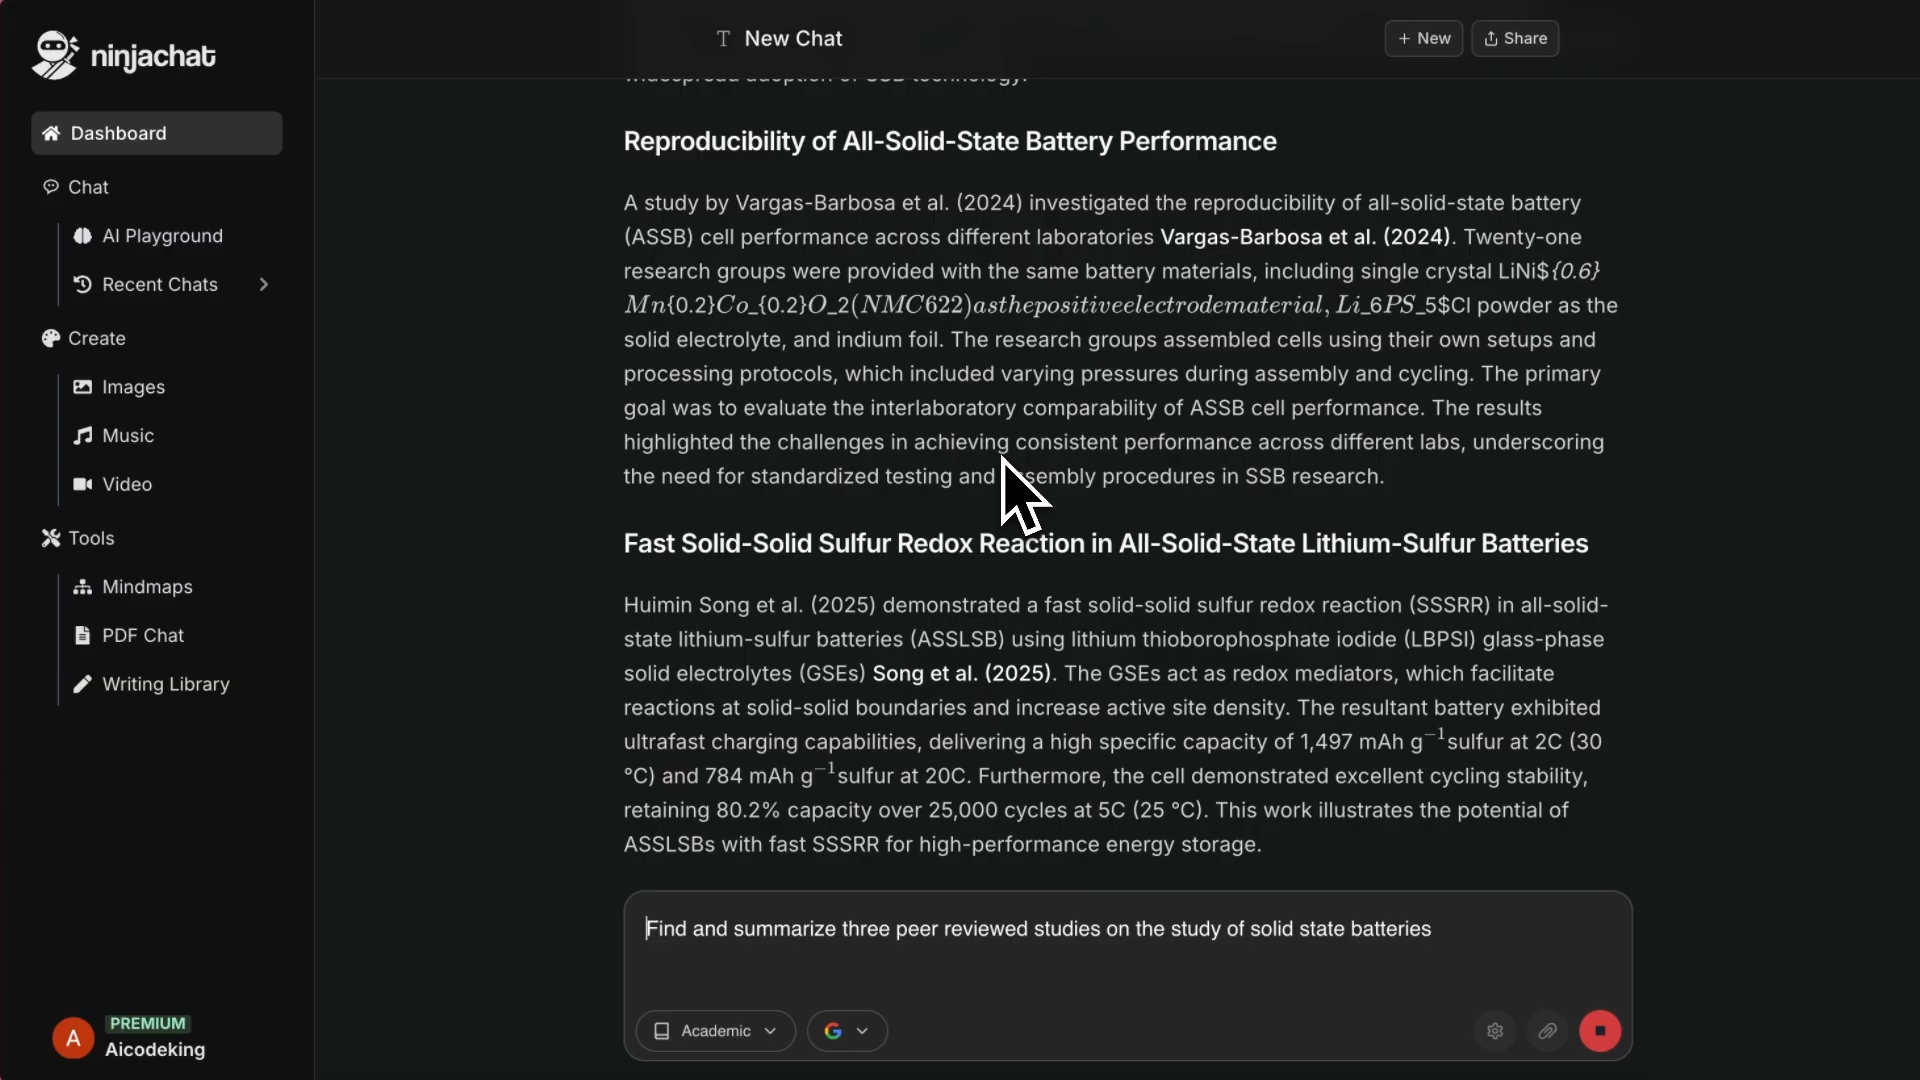 ninjachat
Dashboard
Chat
AI Playground
Recent Chats
Create
Images
Music
Video
Tools
Mindmaps
PDF Chat
Writing Library
A
PREMIUM
Aicodeking
New Chat
+ New
Share
widespread adoption of SSB technology.
Reproducibility of All-Solid-State Battery Performance
A study by Vargas-Barbosa et al. (2024) investigated the reproducibility of all-solid-state battery
(ASSB) cell performance across different laboratories Vargas-Barbosa et al. (2024). Twenty-one
research groups were provided with the same battery materials, including single crystal LiNi${0.6}
Mn{0.2}Co_{0.2}O_2(NMC622)asthepositiveelectrodematerial,Li_6PS_5$Cl powder as the
solid electrolyte, and indium foil. The research groups assembled cells using their own setups and
processing protocols, which included varying pressures during assembly and cycling. The primary
goal was to evaluate the interlaboratory comparability of ASSB cell performance. The results
highlighted the challenges in achieving consistent performance across different labs, underscoring
the need for standardized testing and assembly procedures in SSB research.
Fast Solid-Solid Sulfur Redox Reaction in All-Solid-State Lithium-Sulfur Batteries
Huimin Song et al. (2025) demonstrated a fast solid-solid sulfur redox reaction (SSSRR) in all-solid-
state lithium-sulfur batteries (ASSLSB) using lithium thioborophosphate iodide (LBPSI) glass-phase
solid electrolytes (GSEs) Song et al. (2025). The GSEs act as redox mediators, which facilitate
reactions at solid-solid boundaries and increase active site density. The resultant battery exhibited
ultrafast charging capabilities, delivering a high specific capacity of 1,497 mAh g⁻¹sulfur at 2C (30
°C) and 784 mAh g⁻¹sulfur at 20C. Furthermore, the cell demonstrated excellent cycling stability,
retaining 80.2% capacity over 25,000 cycles at 5C (25 °C). This work illustrates the potential of
ASSLSBs with fast SSSRR for high-performance energy storage.
Find and summarize three peer reviewed studies on the study of solid state batteries
Academic